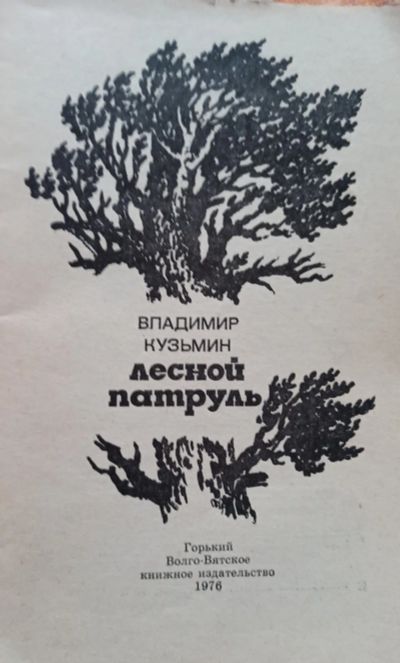 ВЛАДИМИР
КУЗЬМИН
лесной
патруль
Горький
Волго-Вятское
книжное издательство
1976